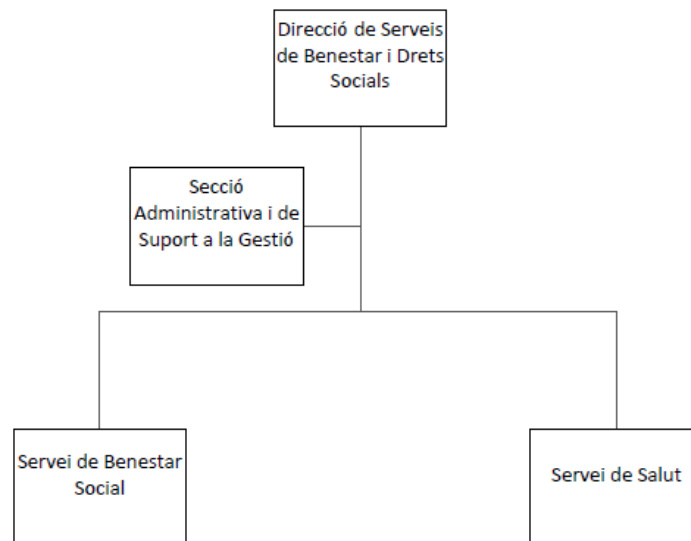 Direcció de Serveis
de Benestar i Drets
Socials
Secció
Administrativa i de
Suport a la Gestió
Servei de Benestar
Social
Servei de Salut